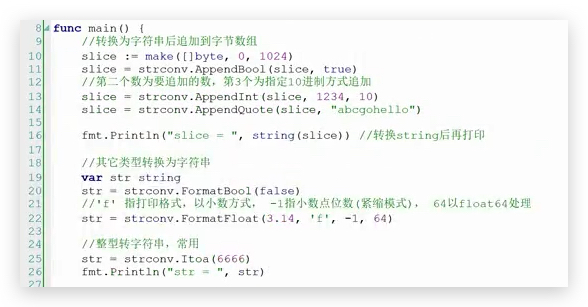 8 func main() {
9 //转换为字符串后追加到字节数组
10 slice := make([]byte, 0, 1024)
11 slice = strconv.AppendBool(slice, true)
12 //第二个数为要追加的数，第3个为指定10进制方式追加
13 slice = strconv.AppendInt(slice, 1234, 10)
14 slice = strconv.AppendQuote(slice, "abcgohello")
15
16 fmt.Println("slice = ", string(slice)) //转换string后再打印
17
18 //其它类型转换为字符串
19 var str string
20 str = strconv.FormatBool(false)
21 //'f' 指打印格式，以小数方式， -1指小数点位数(紧缩模式)， 64以float64处理
22 str = strconv.FormatFloat(3.14, 'f', -1, 64)
23
24 //整型转字符串，常用
25 str = strconv.Itoa(6666)
26 fmt.Println("str = ", str)
27